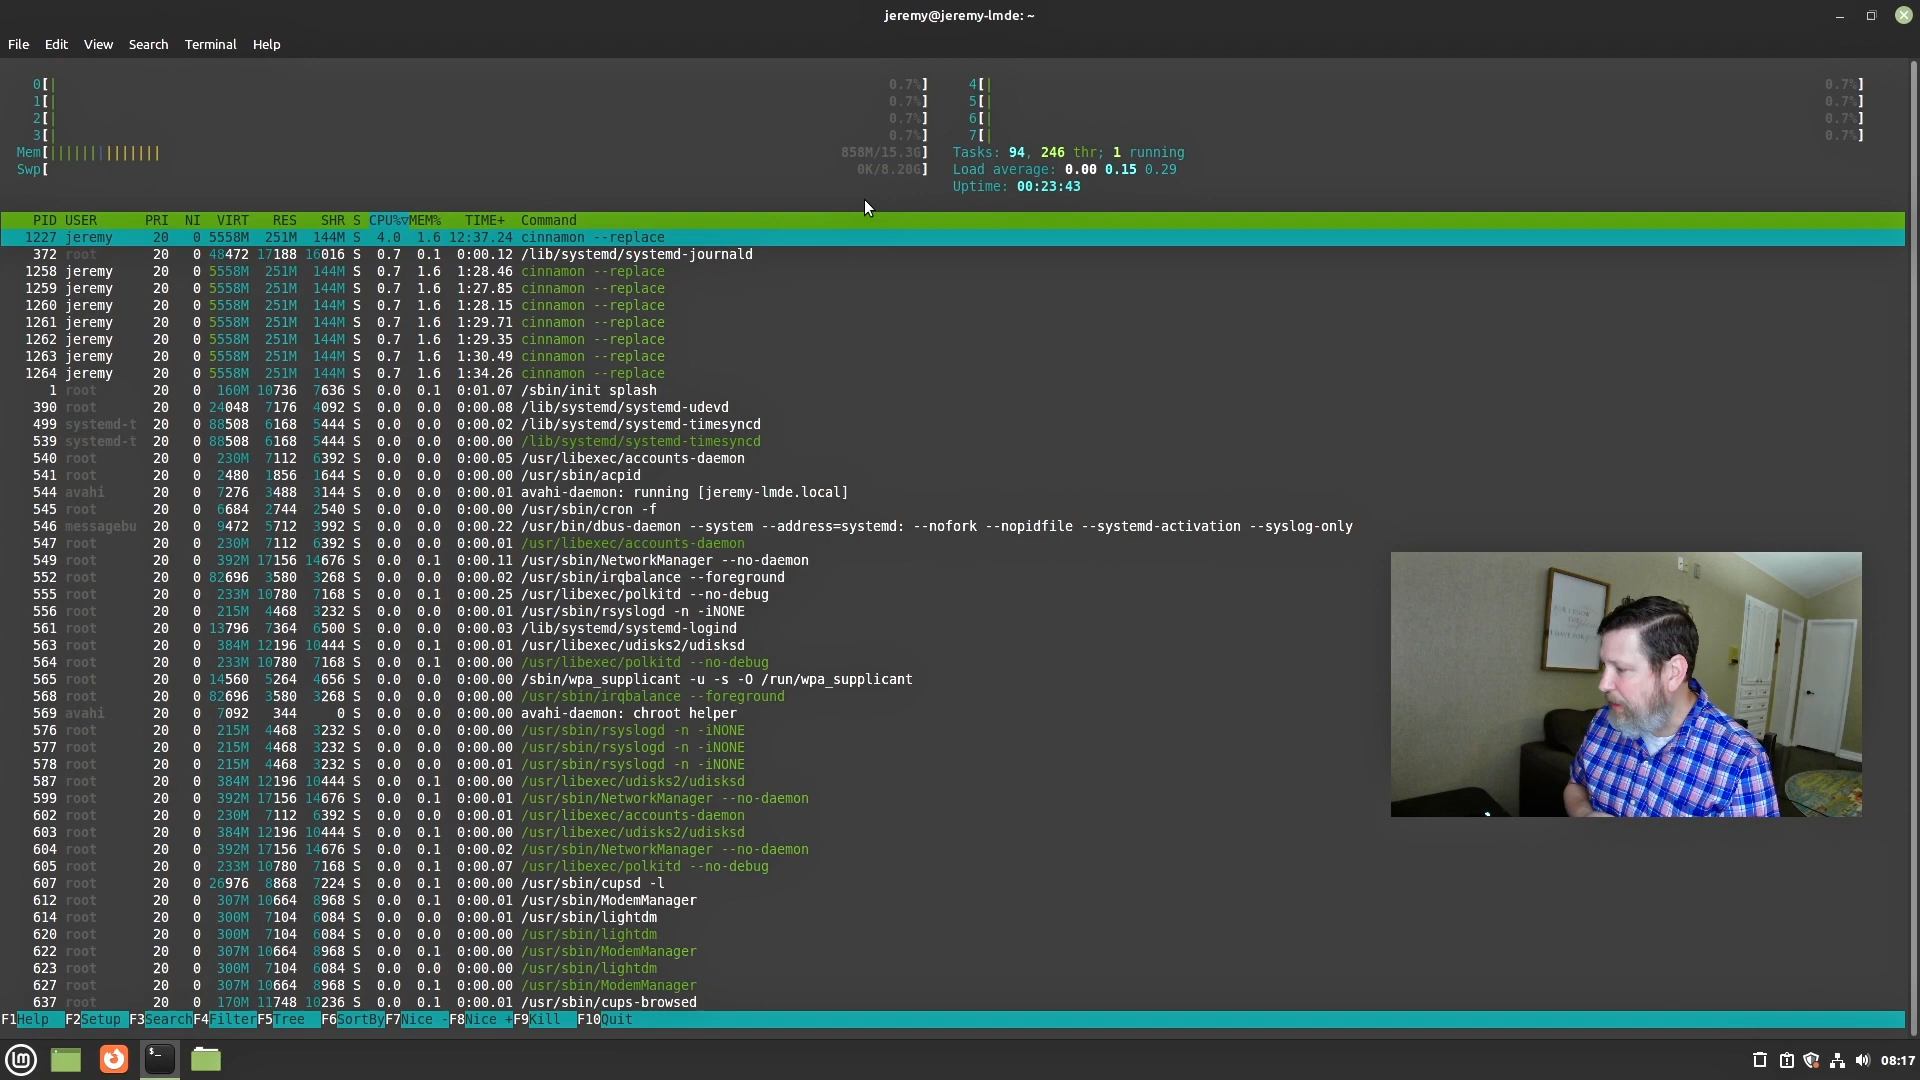 jeremy@jeremy-lmde: ~
File Edit View Search Terminal Help
0[| 0.7%] 4[| 0.7%]
1[| 0.7%] 5[| 0.7%]
2[| 0.7%] 6[| 0.7%]
3[| 0.7%] 7[| 0.7%]
Mem[|||||||||||||| 858M/15.3G] Tasks: 94, 246 thr; 1 running
Swp[ 0K/8.20G] Load average: 0.00 0.15 0.29
Uptime: 00:23:43
PID USER PRI NI VIRT RES SHR S CPU%▽MEM% TIME+ Command
1227 jeremy 20 0 5558M 251M 144M S 4.0 1.6 12:37.24 cinnamon --replace
372 root 20 0 48472 17188 16016 S 0.7 0.1 0:00.12 /lib/systemd/systemd-journald
1258 jeremy 20 0 5558M 251M 144M S 0.7 1.6 1:28.46 cinnamon --replace
1259 jeremy 20 0 5558M 251M 144M S 0.7 1.6 1:27.85 cinnamon --replace
1260 jeremy 20 0 5558M 251M 144M S 0.7 1.6 1:28.15 cinnamon --replace
1261 jeremy 20 0 5558M 251M 144M S 0.7 1.6 1:29.71 cinnamon --replace
1262 jeremy 20 0 5558M 251M 144M S 0.7 1.6 1:29.35 cinnamon --replace
1263 jeremy 20 0 5558M 251M 144M S 0.7 1.6 1:30.49 cinnamon --replace
1264 jeremy 20 0 5558M 251M 144M S 0.7 1.6 1:34.26 cinnamon --replace
1 root 20 0 160M 10736 7636 S 0.0 0.1 0:01.07 /sbin/init splash
390 root 20 0 24048 7176 4092 S 0.0 0.0 0:00.08 /lib/systemd/systemd-udevd
499 systemd-t 20 0 88508 6168 5444 S 0.0 0.0 0:00.02 /lib/systemd/systemd-timesyncd
539 systemd-t 20 0 88508 6168 5444 S 0.0 0.0 0:00.00 /lib/systemd/systemd-timesyncd
540 root 20 0 230M 7112 6392 S 0.0 0.0 0:00.05 /usr/libexec/accounts-daemon
541 root 20 0 2480 1856 1644 S 0.0 0.0 0:00.00 /usr/sbin/acpid
544 avahi 20 0 7276 3488 3144 S 0.0 0.0 0:00.01 avahi-daemon: running [jeremy-lmde.local]
545 root 20 0 6684 2744 2540 S 0.0 0.0 0:00.00 /usr/sbin/cron -f
546 messagebu 20 0 9472 5712 3992 S 0.0 0.0 0:00.22 /usr/bin/dbus-daemon --system --address=systemd: --nofork --nopidfile --systemd-activation --syslog-only
547 root 20 0 230M 7112 6392 S 0.0 0.0 0:00.01 /usr/libexec/accounts-daemon
549 root 20 0 392M 17156 14676 S 0.0 0.1 0:00.11 /usr/sbin/NetworkManager --no-daemon
552 root 20 0 82696 3580 3268 S 0.0 0.0 0:00.02 /usr/sbin/irqbalance --foreground
555 root 20 0 233M 10780 7168 S 0.0 0.1 0:00.25 /usr/libexec/polkitd --no-debug
556 root 20 0 215M 4468 3232 S 0.0 0.0 0:00.01 /usr/sbin/rsyslogd -n -iNONE
561 root 20 0 13796 7364 6500 S 0.0 0.0 0:00.03 /lib/systemd/systemd-logind
563 root 20 0 384M 12196 10444 S 0.0 0.1 0:00.01 /usr/libexec/udisks2/udisksd
564 root 20 0 233M 10780 7168 S 0.0 0.1 0:00.00 /usr/libexec/polkitd --no-debug
565 root 20 0 14560 5264 4656 S 0.0 0.0 0:00.00 /sbin/wpa_supplicant -u -s -O /run/wpa_supplicant
568 root 20 0 82696 3580 3268 S 0.0 0.0 0:00.00 /usr/sbin/irqbalance --foreground
569 avahi 20 0 7092 344 0 S 0.0 0.0 0:00.00 avahi-daemon: chroot helper
576 root 20 0 215M 4468 3232 S 0.0 0.0 0:00.00 /usr/sbin/rsyslogd -n -iNONE
577 root 20 0 215M 4468 3232 S 0.0 0.0 0:00.00 /usr/sbin/rsyslogd -n -iNONE
578 root 20 0 215M 4468 3232 S 0.0 0.0 0:00.00 /usr/sbin/rsyslogd -n -iNONE
587 root 20 0 384M 12196 10444 S 0.0 0.1 0:00.00 /usr/libexec/udisks2/udisksd
599 root 20 0 392M 17156 14676 S 0.0 0.1 0:00.01 /usr/sbin/NetworkManager --no-daemon
602 root 20 0 230M 7112 6392 S 0.0 0.0 0:00.01 /usr/libexec/accounts-daemon
603 root 20 0 384M 12196 10444 S 0.0 0.1 0:00.00 /usr/libexec/udisks2/udisksd
604 root 20 0 392M 17156 14676 S 0.0 0.1 0:00.02 /usr/sbin/NetworkManager --no-daemon
605 root 20 0 233M 10780 7168 S 0.0 0.1 0:00.07 /usr/libexec/polkitd --no-debug
607 root 20 0 26976 8868 7224 S 0.0 0.1 0:00.00 /usr/sbin/cupsd -l
612 root 20 0 307M 10664 8968 S 0.0 0.1 0:00.01 /usr/sbin/ModemManager
614 root 20 0 300M 7104 6084 S 0.0 0.0 0:00.01 /usr/sbin/lightdm
620 root 20 0 300M 7104 6084 S 0.0 0.0 0:00.00 /usr/sbin/lightdm
622 root 20 0 307M 10664 8968 S 0.0 0.1 0:00.00 /usr/sbin/ModemManager
623 root 20 0 300M 7104 6084 S 0.0 0.0 0:00.00 /usr/sbin/lightdm
627 root 20 0 307M 10664 8968 S 0.0 0.1 0:00.00 /usr/sbin/ModemManager
637 root 20 0 170M 11748 10236 S 0.0 0.1 0:00.01 /usr/sbin/cups-browsed
F1Help F2Setup F3SearchF4FilterF5Tree F6SortByF7Nice -F8Nice +F9Kill F10Quit
08:17